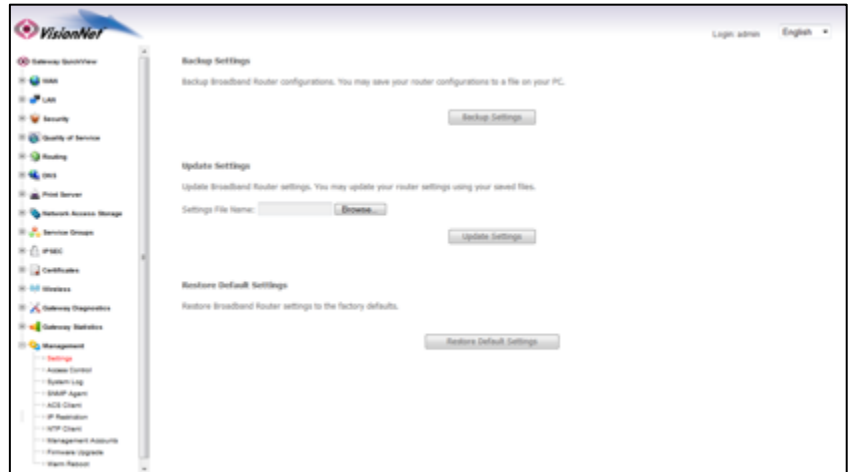 VisionNet
Login: admin
English
Gateway QuickView
WAN
LAN
Security
Quality of Service
Routing
DNS
Print Server
Network Access Storage
Service Groups
IPSEC
Certificates
Wireless
Gateway Diagnostics
Gateway Statistics
Management
Settings
Access Control
System Log
SNMP Agent
ACS Client
IP Restriction
NTP Client
Management Accounts
Firmware Upgrade
Warm Reboot
Backup Settings
Backup Broadband Router configurations. You may save your router configurations to a file on your PC.
Backup Settings
Update Settings
Update Broadband Router settings. You may update your router settings using your saved files.
Settings File Name: Browse...
Update Settings
Restore Default Settings
Restore Broadband Router settings to the factory defaults.
Restore Default Settings